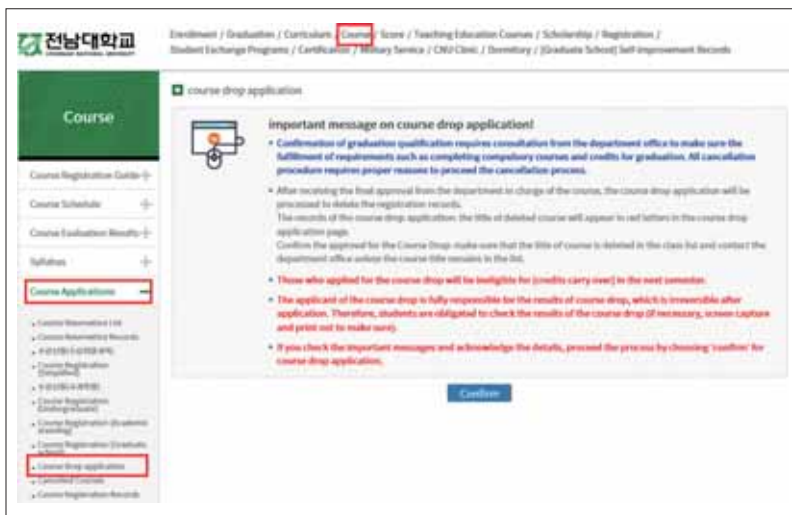 전남대학교
CHONNAM NATIONAL UNIVERSITY
Enrollment / Graduation / Curriculum / Course / Score / Teaching Education Courses / Scholarship / Registration /
Student Exchange Programs / Certification / Military Service / CNU Clinic / Dormitory / [Graduate School] Self-improvement Records
Course
Course Registration Guide
Course Schedule
Course Evaluation Results
Syllabus
Course Applications
Course Reservation List
Course Reservation Records
Course Registration
(Simplified)
Course Registration
(Undergraduate)
Course Registration (Academic
standing)
Course Registration (Graduate
school)
Course drop application
Cancelled Courses
Course Registration Records
course drop application
important message on course drop application!
• Confirmation of graduation qualification requires consultation from the department office to make sure the
fulfillment of requirements such as completing compulsory courses and credits for graduation. All cancellation
procedure requires proper reasons to proceed the cancellation process.
• After receiving the final approval from the department in charge of the course, the course drop application will be
processed to delete the registration records.
The records of the course drop application: the title of deleted course will appear in red letters in the course drop
application page.
Confirm the approval for the Course Drop: make sure that the title of course is deleted in the class list and contact the
department office unless the course title remains in the list.
• Those who applied for the course drop will be ineligible for [credits carry over] in the next semester.
• The applicant of the course drop is fully responsible for the results of course drop, which is irreversible after
application. Therefore, students are obligated to check the results of the course drop (if necessary, screen capture
and print out to make sure).
• If you check the important messages and acknowledge the details, proceed the process by choosing 'confirm' for
course drop application.
Confirm